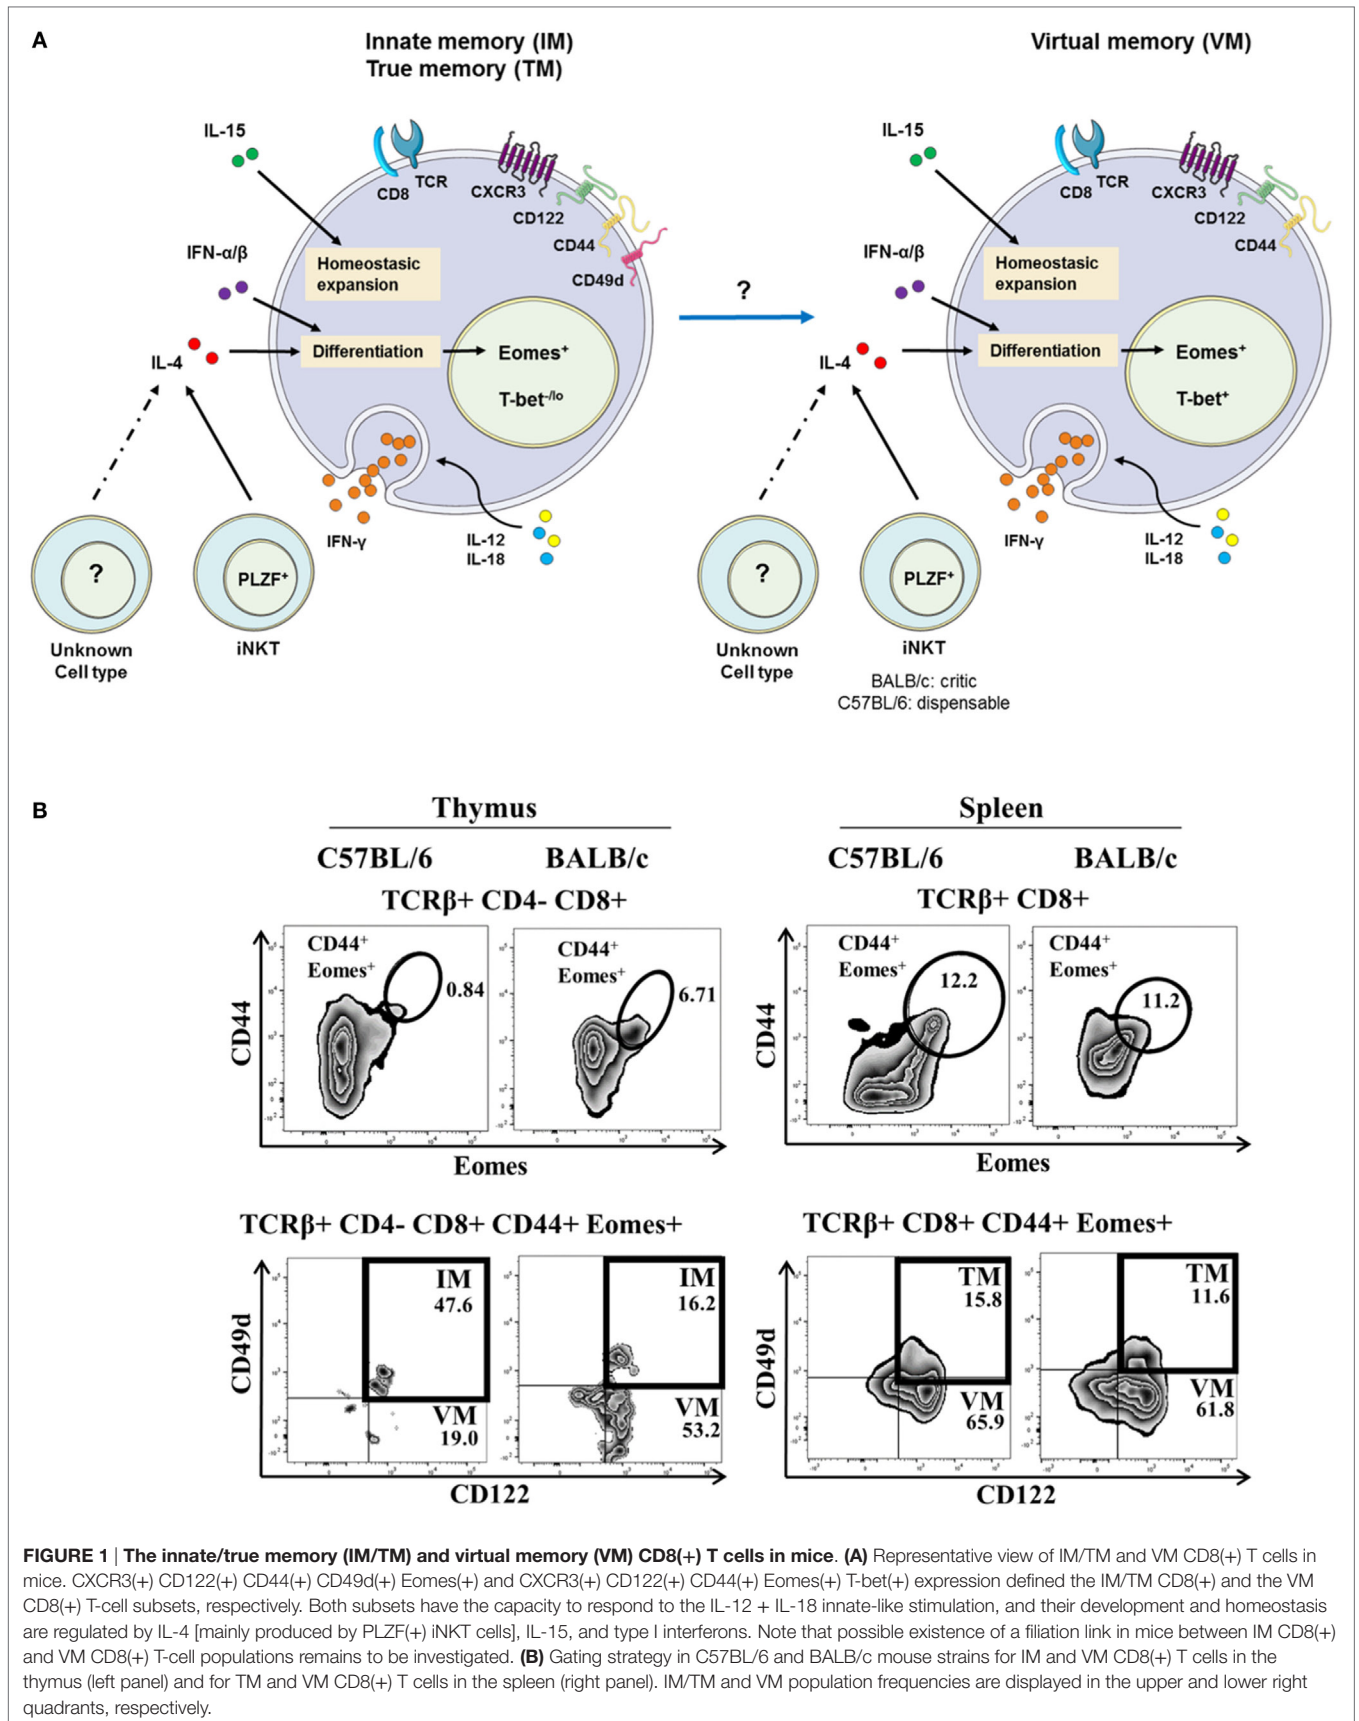 A
Innate memory (IM)
True memory (TM)
Virtual memory (VM)
IL-15
CD8
TCR
CXCR3
CD122
CD44
CD49d
IFN-α/β
Homeostasic
expansion
IL-4
Differentiation
Eomes⁺
T-bet⁻/ˡᵒ
IFN-γ
IL-12
IL-18
?
Unknown
Cell type
PLZF⁺
iNKT
?
IL-15
CD8
TCR
CXCR3
CD122
CD44
IFN-α/β
Homeostasic
expansion
IL-4
Differentiation
Eomes⁺
T-bet⁺
IFN-γ
IL-12
IL-18
?
Unknown
Cell type
PLZF⁺
iNKT
BALB/c: critic
C57BL/6: dispensable
B
Thymus
Spleen
C57BL/6
BALB/c
C57BL/6
BALB/c
TCRβ+ CD4- CD8+
TCRβ+ CD8+
CD44⁺
Eomes⁺
0.84
CD44⁺
Eomes⁺
6.71
CD44
Eomes
CD44⁺
Eomes⁺
12.2
CD44⁺
Eomes⁺
11.2
CD44
Eomes
TCRβ+ CD4- CD8+ CD44+ Eomes+
TCRβ+ CD8+ CD44+ Eomes+
IM
47.6
VM
19.0
IM
16.2
VM
53.2
CD49d
CD122
TM
15.8
VM
65.9
TM
11.6
VM
61.8
CD49d
CD122
FIGURE 1 | The innate/true memory (IM/TM) and virtual memory (VM) CD8(+) T cells in mice. (A) Representative view of IM/TM and VM CD8(+) T cells in
mice. CXCR3(+) CD122(+) CD44(+) CD49d(+) Eomes(+) and CXCR3(+) CD122(+) CD44(+) Eomes(+) T-bet(+) expression defined the IM/TM CD8(+) and the VM
CD8(+) T-cell subsets, respectively. Both subsets have the capacity to respond to the IL-12 + IL-18 innate-like stimulation, and their development and homeostasis
are regulated by IL-4 [mainly produced by PLZF(+) iNKT cells], IL-15, and type I interferons. Note that possible existence of a filiation link in mice between IM CD8(+)
and VM CD8(+) T-cell populations remains to be investigated. (B) Gating strategy in C57BL/6 and BALB/c mouse strains for IM and VM CD8(+) T cells in the
thymus (left panel) and for TM and VM CD8(+) T cells in the spleen (right panel). IM/TM and VM population frequencies are displayed in the upper and lower right
quadrants, respectively.